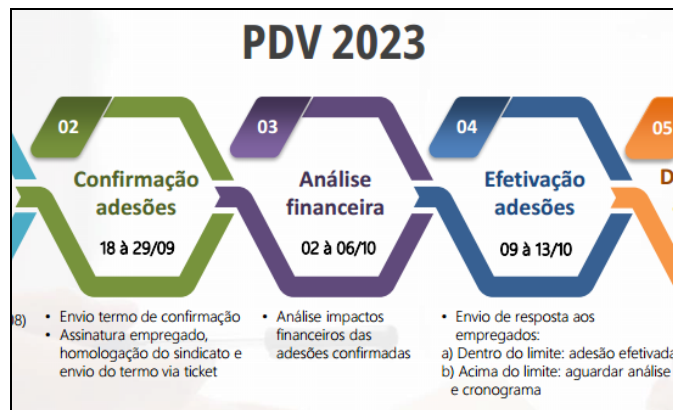 PDV 2023
02
Confirmação
adesões
18 à 29/09
• Envio termo de confirmação
• Assinatura empregado,
homologação do sindicato e
envio do termo via ticket
03
Análise
financeira
02 à 06/10
• Análise impactos
financeiros das
adesões confirmadas
04
Efetivação
adesões
09 à 13/10
• Envio de resposta aos
empregados:
a) Dentro do limite: adesão efetivada
b) Acima do limite: aguardar análise
e cronograma
05
D